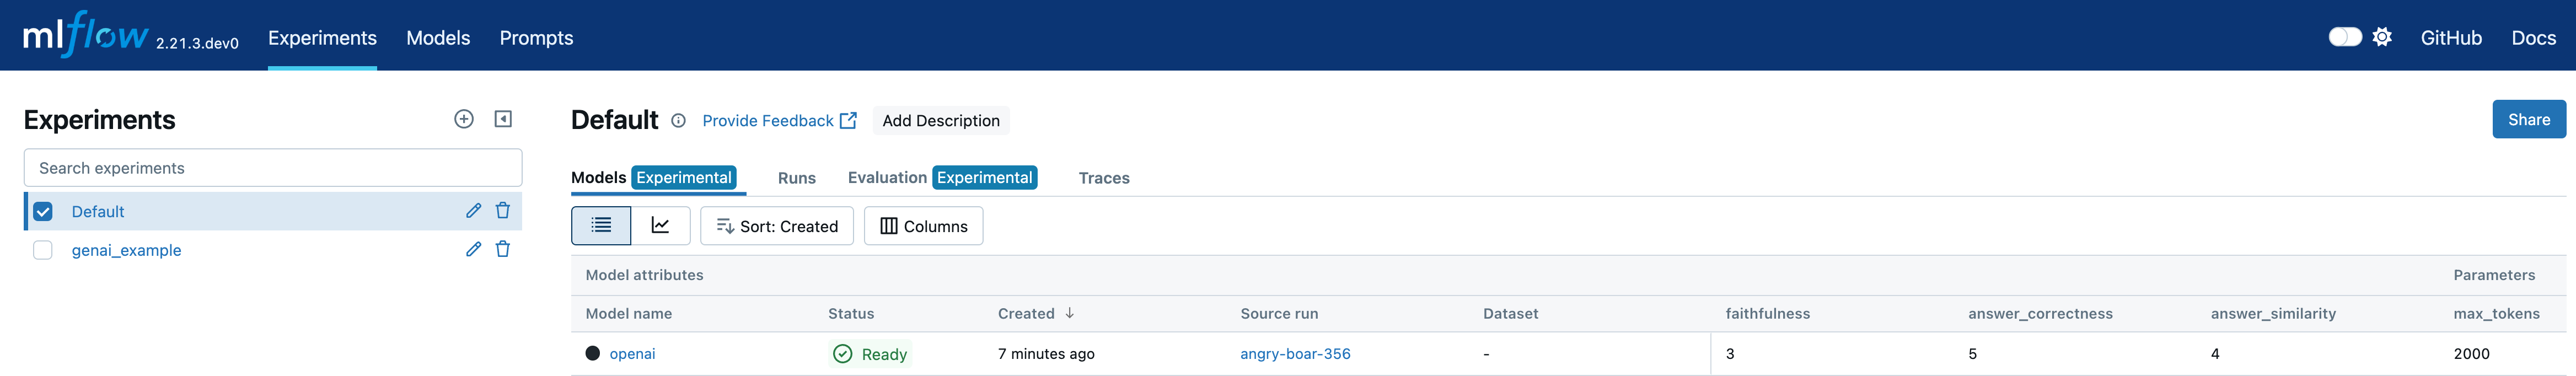 mlflow 2.21.3.dev0 Experiments Models Prompts GitHub Docs
Experiments
Search experiments
Default
genai_example
Default Provide Feedback Add Description Share
Models Experimental Runs Evaluation Experimental Traces
Sort: Created Columns
Model attributes Parameters
Model name Status Created Source run Dataset faithfulness answer_correctness answer_similarity max_tokens
openai Ready 7 minutes ago angry-boar-356 - 3 5 4 2000